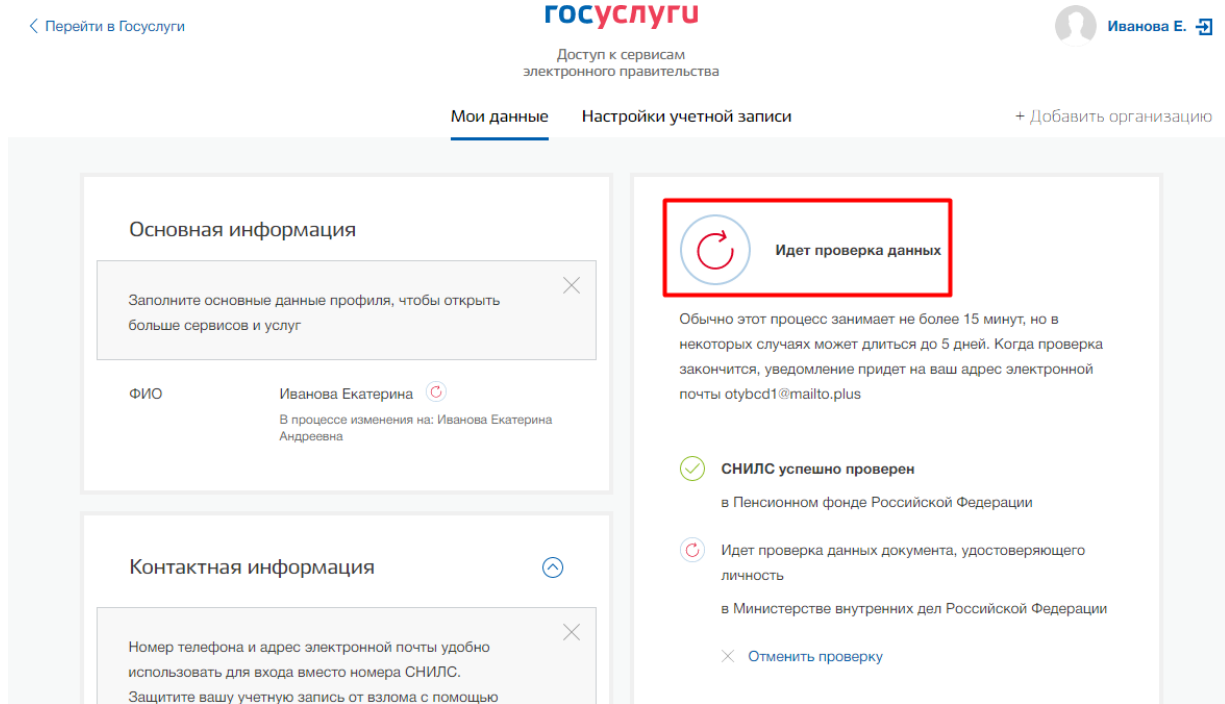 Перейти в Госуслуги
госуслуги
Доступ к сервисам
электронного правительства
Иванова Е.
Мои данные
Настройки учетной записи
+ Добавить организацию
Основная информация
Заполните основные данные профиля, чтобы открыть
больше сервисов и услуг
ФИО
Иванова Екатерина
В процессе изменения на: Иванова Екатерина
Андреевна
Контактная информация
Номер телефона и адрес электронной почты удобно
использовать для входа вместо номера СНИЛС.
Защитите вашу учетную запись от взлома с помощью
Идет проверка данных
Обычно этот процесс занимает не более 15 минут, но в
некоторых случаях может длиться до 5 дней. Когда проверка
закончится, уведомление придет на ваш адрес электронной
почты otybcd1@mailto.plus
СНИЛС успешно проверен
в Пенсионном фонде Российской Федерации
Идет проверка данных документа, удостоверяющего
личность
в Министерстве внутренних дел Российской Федерации
Отменить проверку